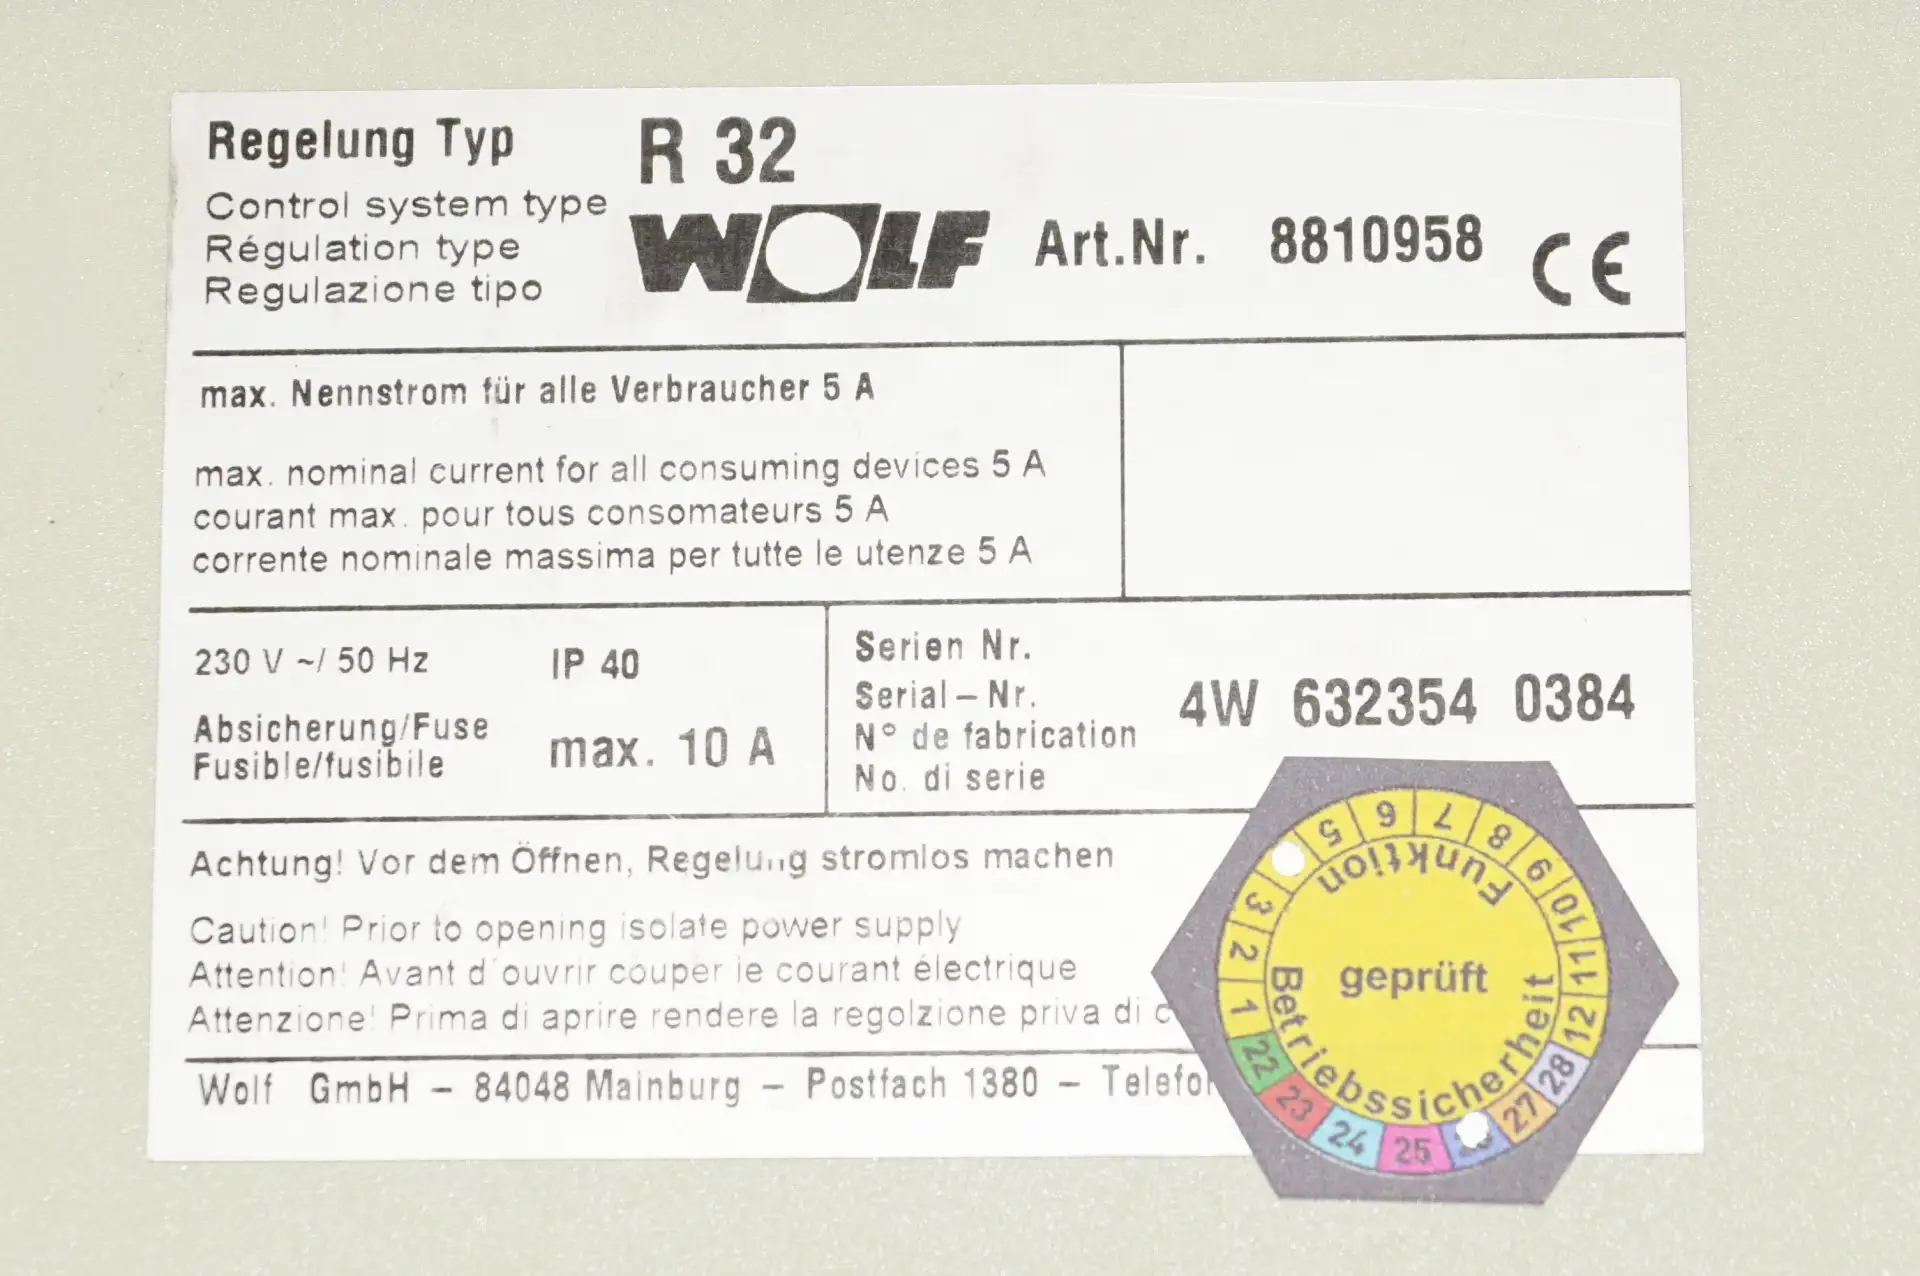 Regelung Typ R 32
Control system type
Régulation type
Regulazione tipo
WOLF Art.Nr. 8810958 CE
max. Nennstrom für alle Verbraucher 5 A
max. nominal current for all consuming devices 5 A
courant max. pour tous consomateurs 5 A
corrente nominale massima per tutte le utenze 5 A
230 V ~/ 50 Hz IP 40
Absicherung/Fuse
Fusible/fusibile
max. 10 A
Serien Nr.
Serial-Nr.
N° de fabrication
No. di serie
4W 632354 0384
Achtung! Vor dem Öffnen, Regelung stromlos machen
Caution! Prior to opening isolate power supply
Attention! Avant d'ouvrir couper le courant électrique
Attenzione! Prima di aprire rendere la regolzione priva di
Wolf GmbH - 84048 Mainburg - Postfach 1380 -
1 2 3 5 6 7 8 9 10 11 12
Funktion
geprüft
Betriebssicherheit
22 23 24 25 27 28